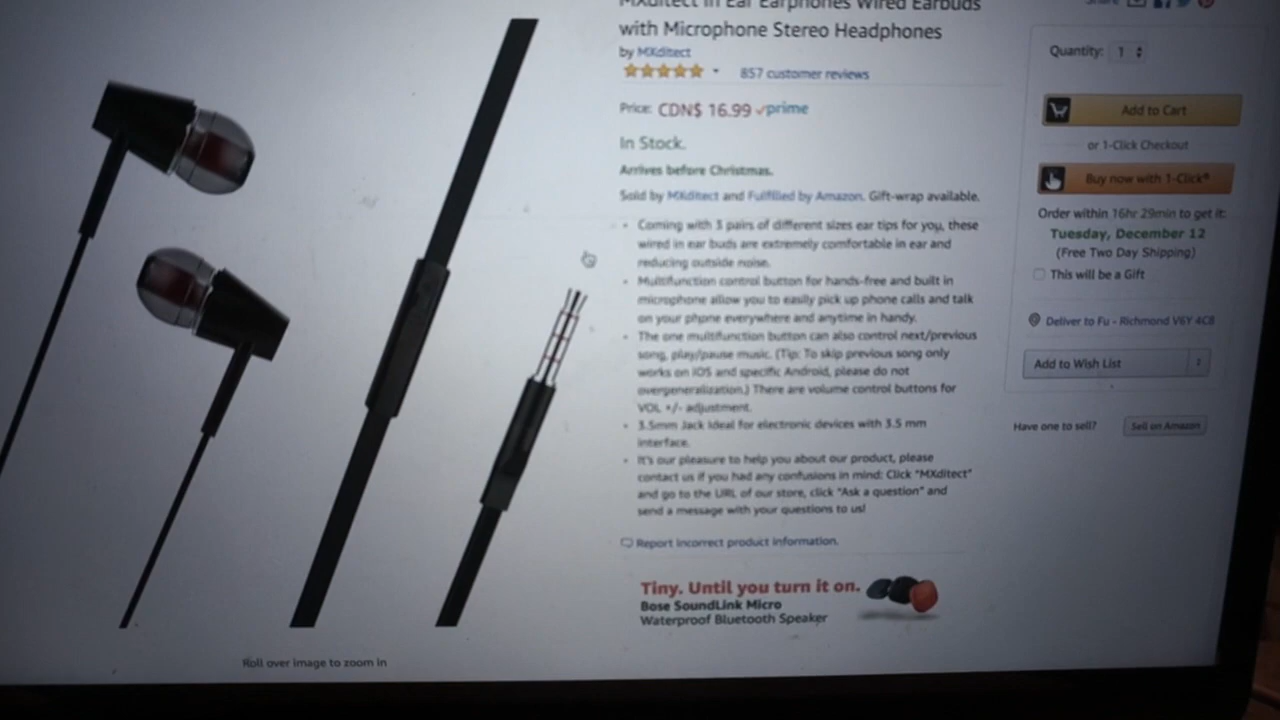 MXditect In Ear Earphones Wired Earbuds
with Microphone Stereo Headphones
by MXditect
857 customer reviews
Price: CDN$ 16.99 prime
In Stock.
Arrives before Christmas.
Sold by MXditect and Fulfilled by Amazon. Gift-wrap available.
Coming with 3 pairs of different sizes ear tips for you, these
wired in ear buds are extremely comfortable in ear and
reducing outside noise.
Multifunction control button for hands-free and built in
microphone allow you to easily pick up phone calls and talk
on your phone everywhere and anytime in handy.
The one multifunction button can also control next/previous
song, play/pause music. (Tip: To skip previous song only
works on iOS and specific Android, please do not
overgeneralization.) There are volume control buttons for
VOL +/- adjustment.
3.5mm Jack Ideal for electronic devices with 3.5 mm
interface.
It's our pleasure to help you about our product, please
contact us if you had any confusions in mind: Click "MXditect"
and go to the URL of our store, click "Ask a question" and
send a message with your questions to us!
Report incorrect product information.
Tiny. Until you turn it on.
Bose SoundLink Micro
Waterproof Bluetooth Speaker
Roll over image to zoom in
Share
Quantity: 1
Add to Cart
or 1-Click Checkout
Buy now with 1-Click®
Order within 16hr 29min to get it:
Tuesday, December 12
(Free Two Day Shipping)
This will be a Gift
Deliver to Fu - Richmond V6Y 4C8
Add to Wish List
Have one to sell? Sell on Amazon